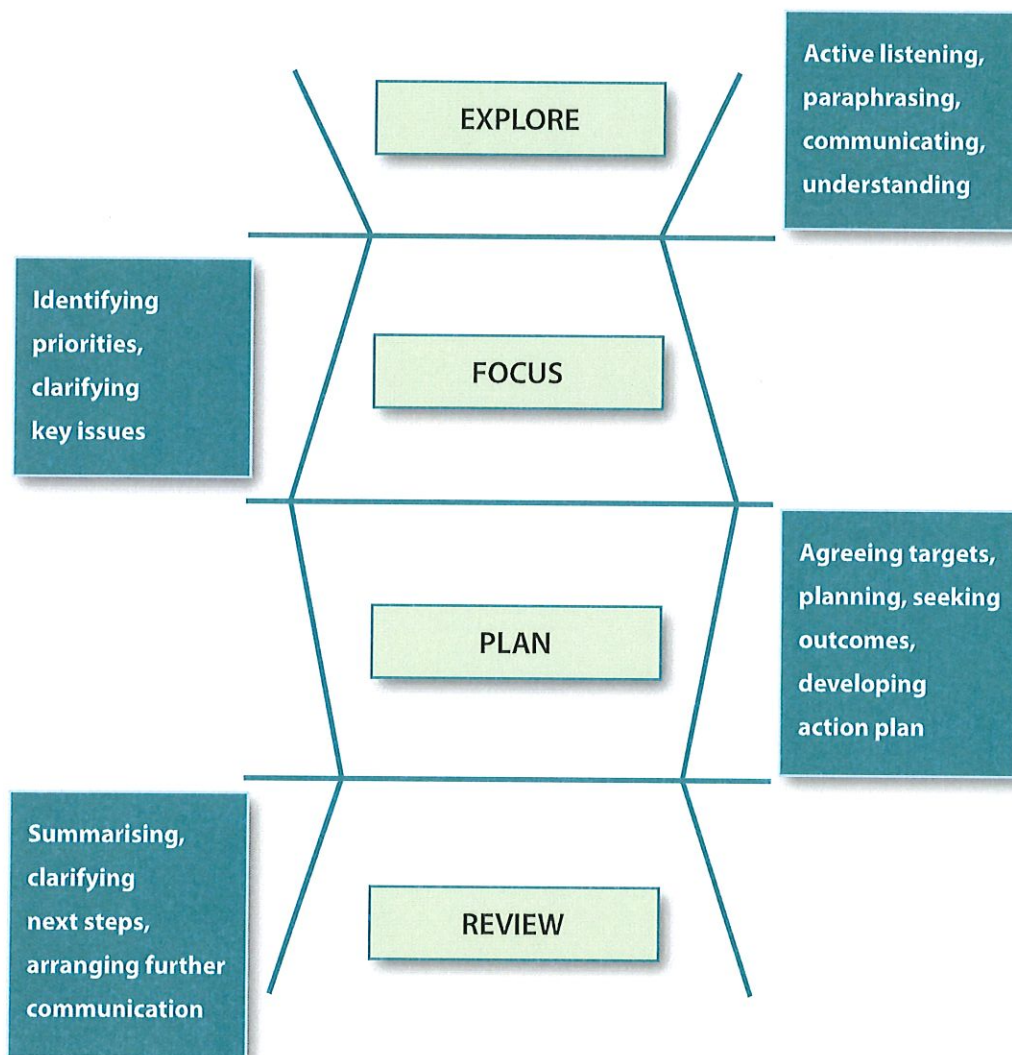 EXPLORE
Active listening,
paraphrasing,
communicating,
understanding
Identifying
priorities,
clarifying
key issues
FOCUS
PLAN
Agreeing targets,
planning, seeking
outcomes,
developing
action plan
Summarising,
clarifying
next steps,
arranging further
communication
REVIEW